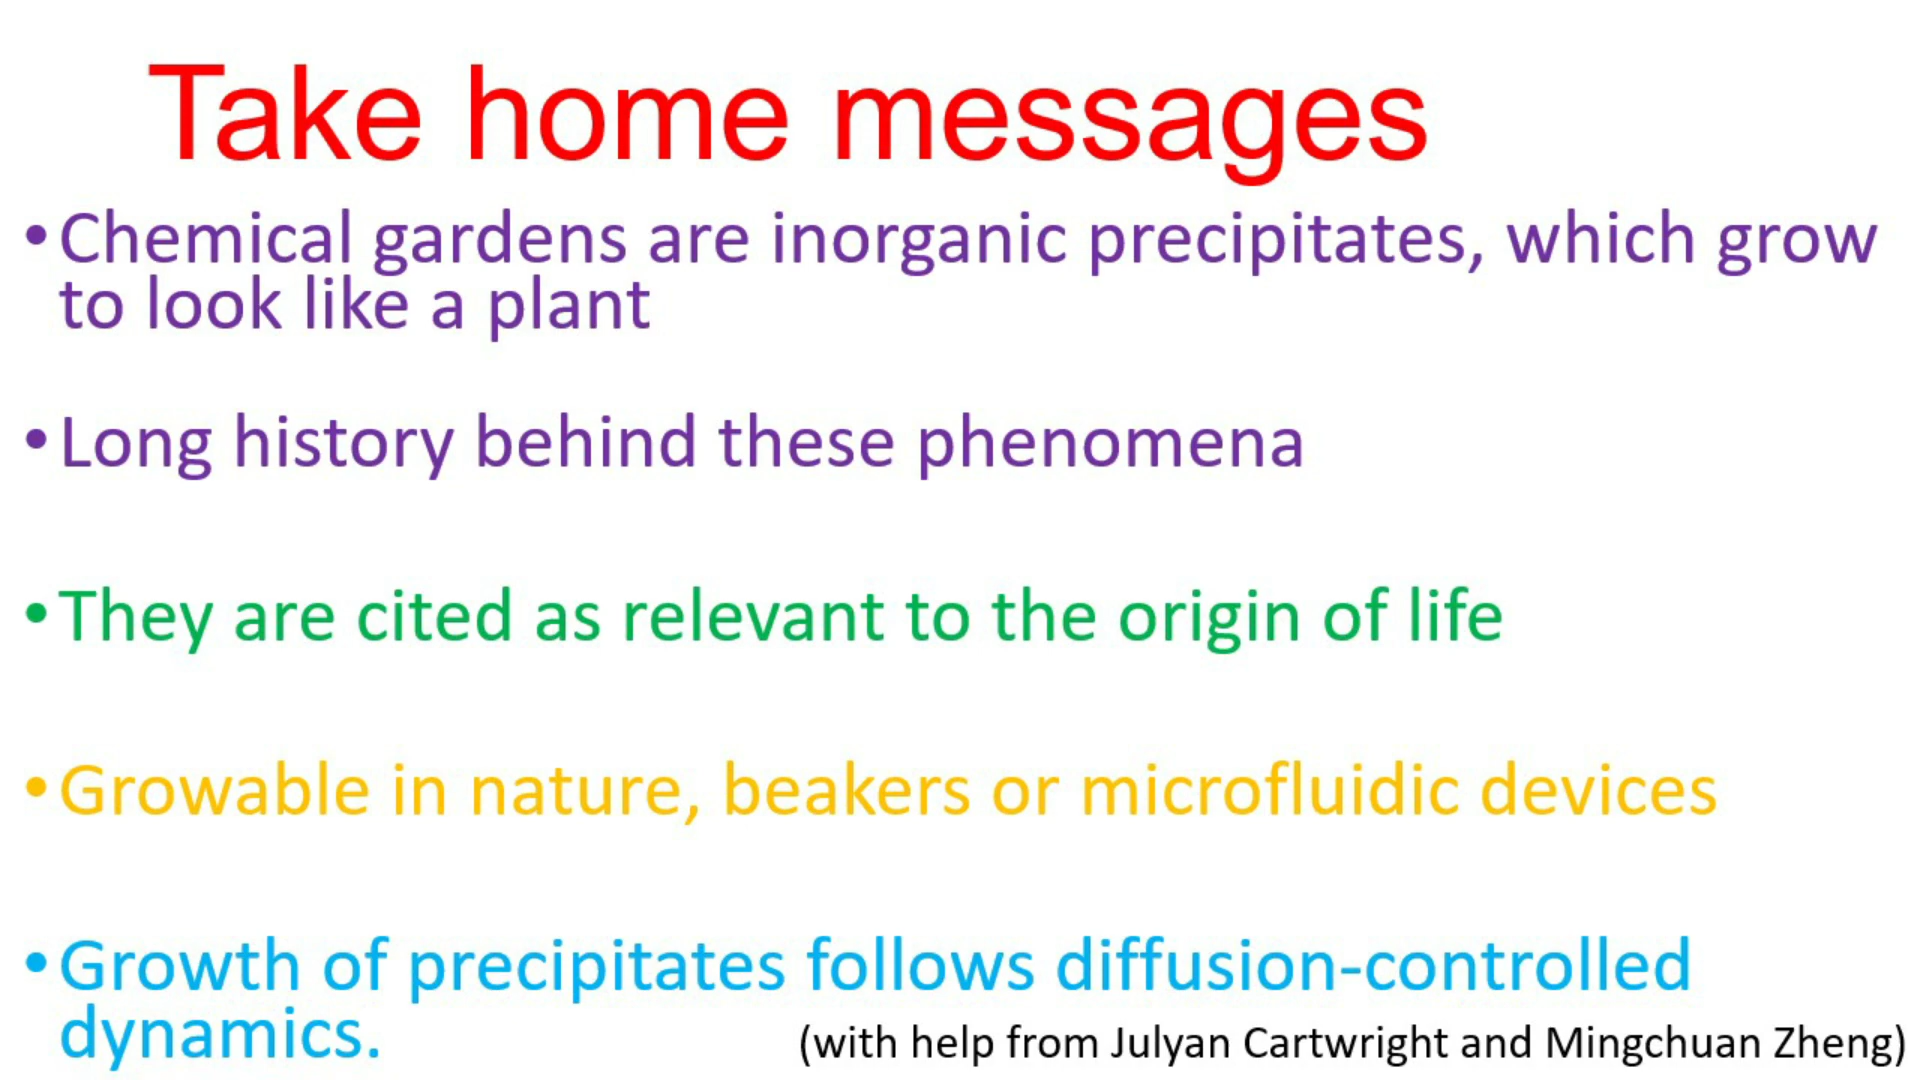 Take home messages
•Chemical gardens are inorganic precipitates, which grow
to look like a plant
•Long history behind these phenomena
•They are cited as relevant to the origin of life
•Growable in nature, beakers or microfluidic devices
•Growth of precipitates follows diffusion-controlled
dynamics. (with help from Julyan Cartwright and Mingchuan Zheng)